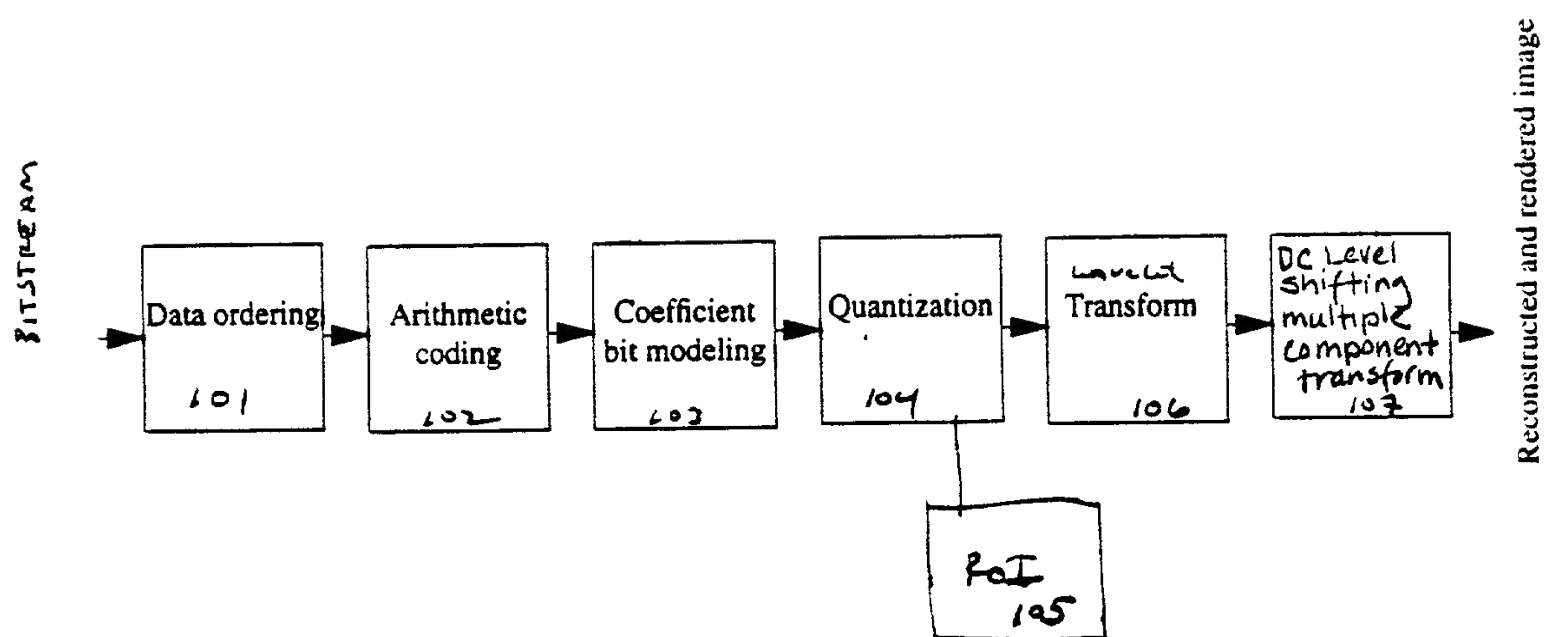 BITSTREAM
Data ordering
101
Arithmetic
coding
102
Coefficient
bit modeling
103
Quantization
104
wavelet
Transform
106
DC Level
shifting
multiple
component
transform
107
Reconstructed and rendered image
RoI
105